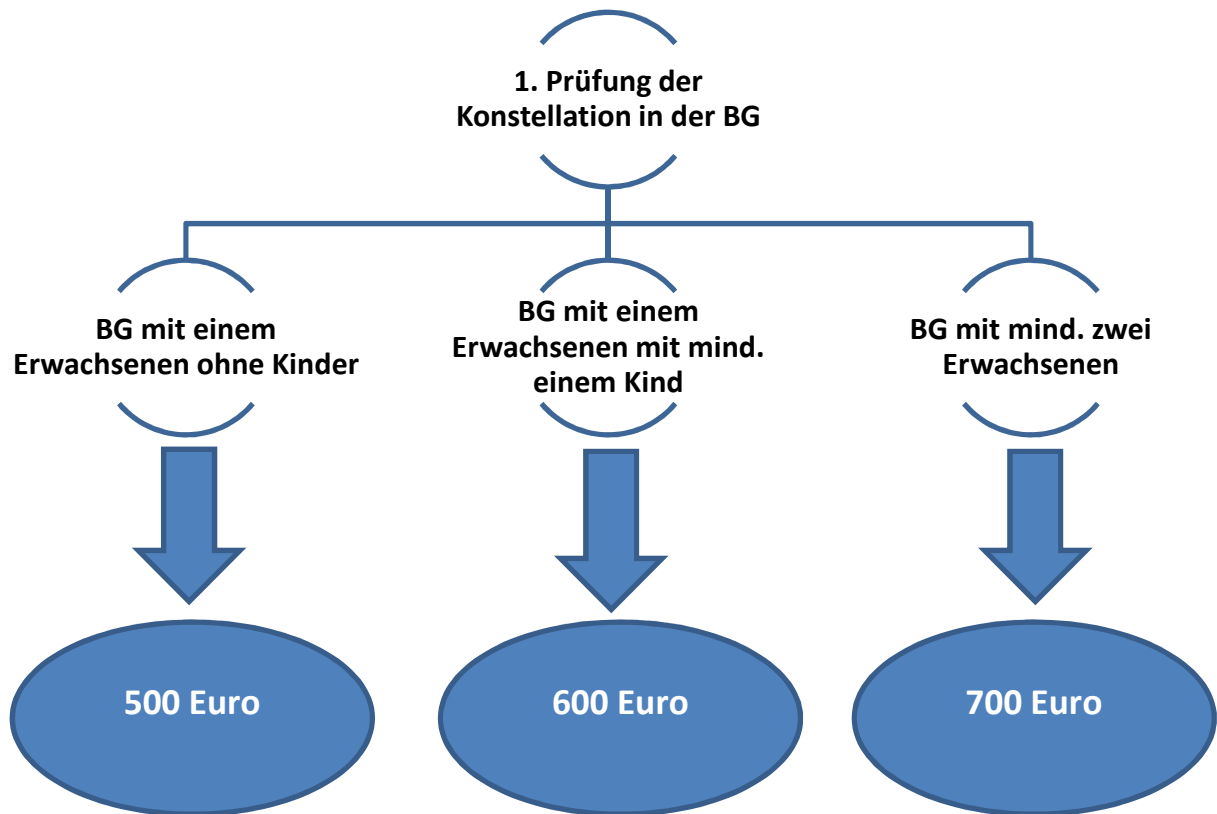 1. Prüfung der
Konstellation in der BG
BG mit einem
Erwachsenen ohne Kinder
BG mit einem
Erwachsenen mit mind.
einem Kind
BG mit mind. zwei
Erwachsenen
500 Euro
600 Euro
700 Euro